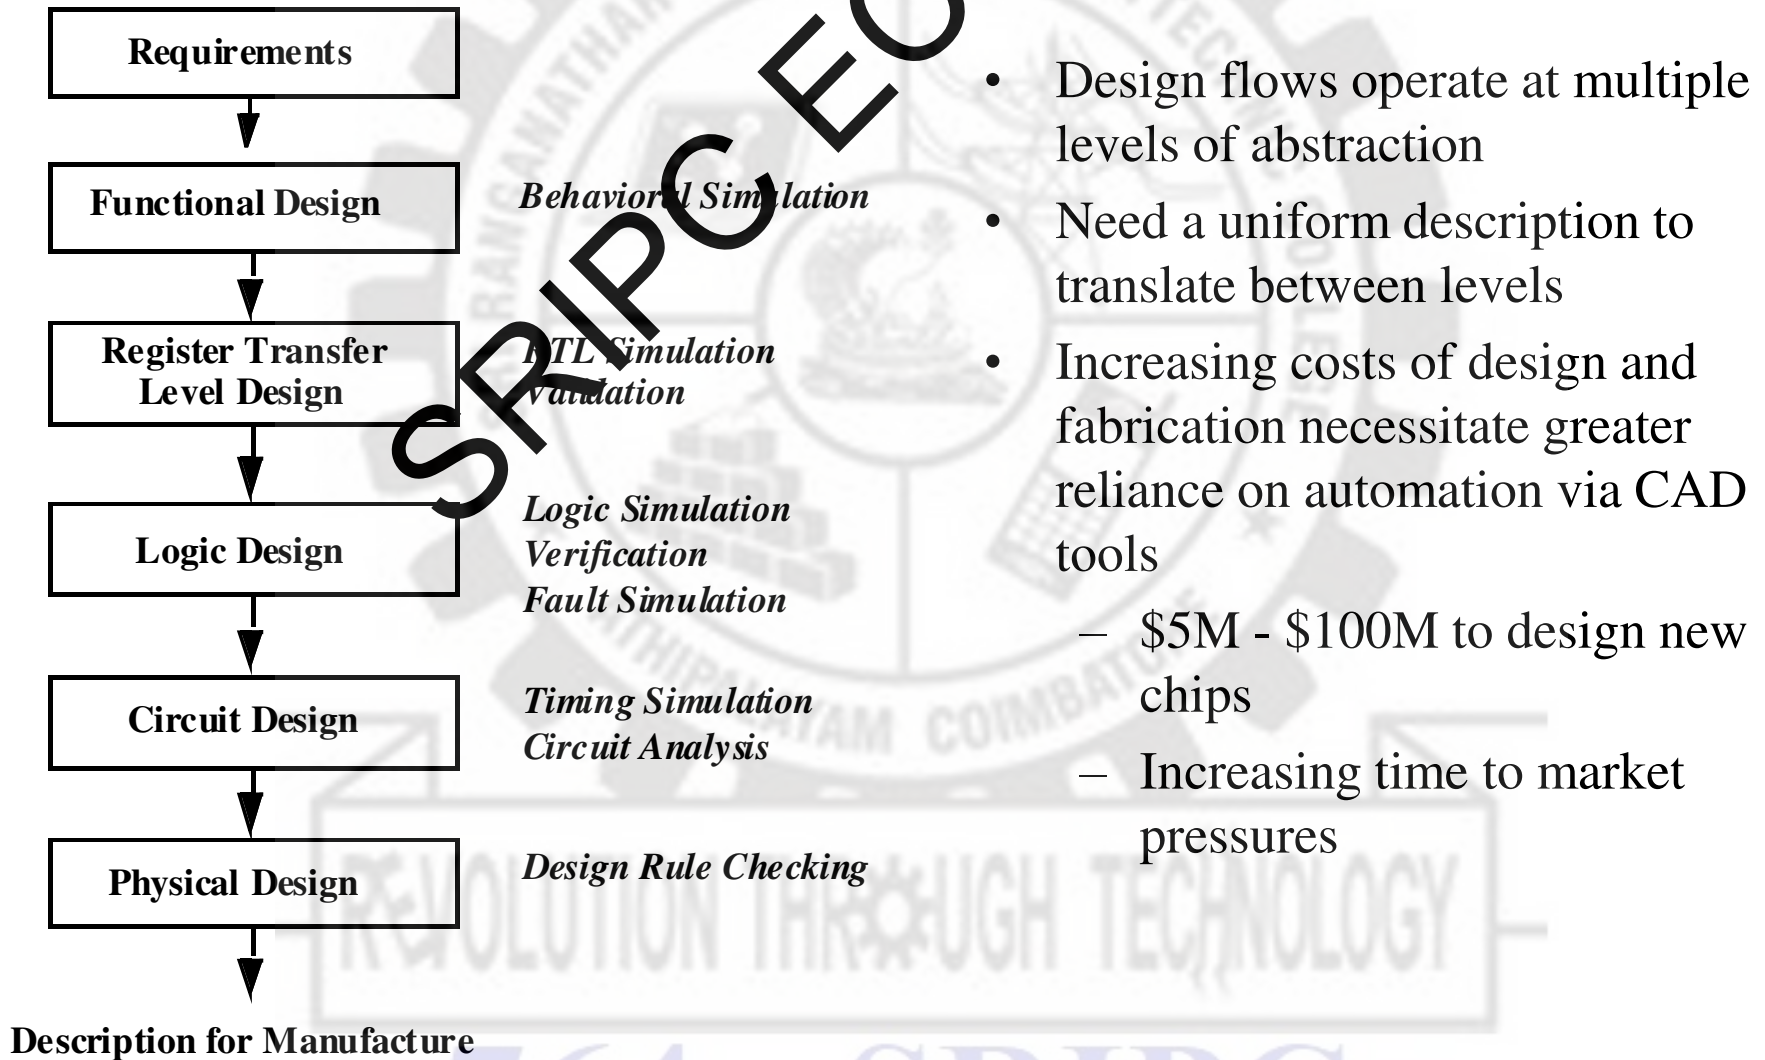 Requirements
Functional Design
Behavioral Simulation
Register Transfer
Level Design
RTL Simulation
Validation
Logic Design
Logic Simulation
Verification
Fault Simulation
Circuit Design
Timing Simulation
Circuit Analysis
Physical Design
Design Rule Checking
Description for Manufacture
• Design flows operate at multiple
levels of abstraction
• Need a uniform description to
translate between levels
• Increasing costs of design and
fabrication necessitate greater
reliance on automation via CAD
tools
– $5M - $100M to design new
chips
– Increasing time to market
pressures
SRIPC
COIMBATORE
REVOLUTION THROUGH TECHNOLOGY